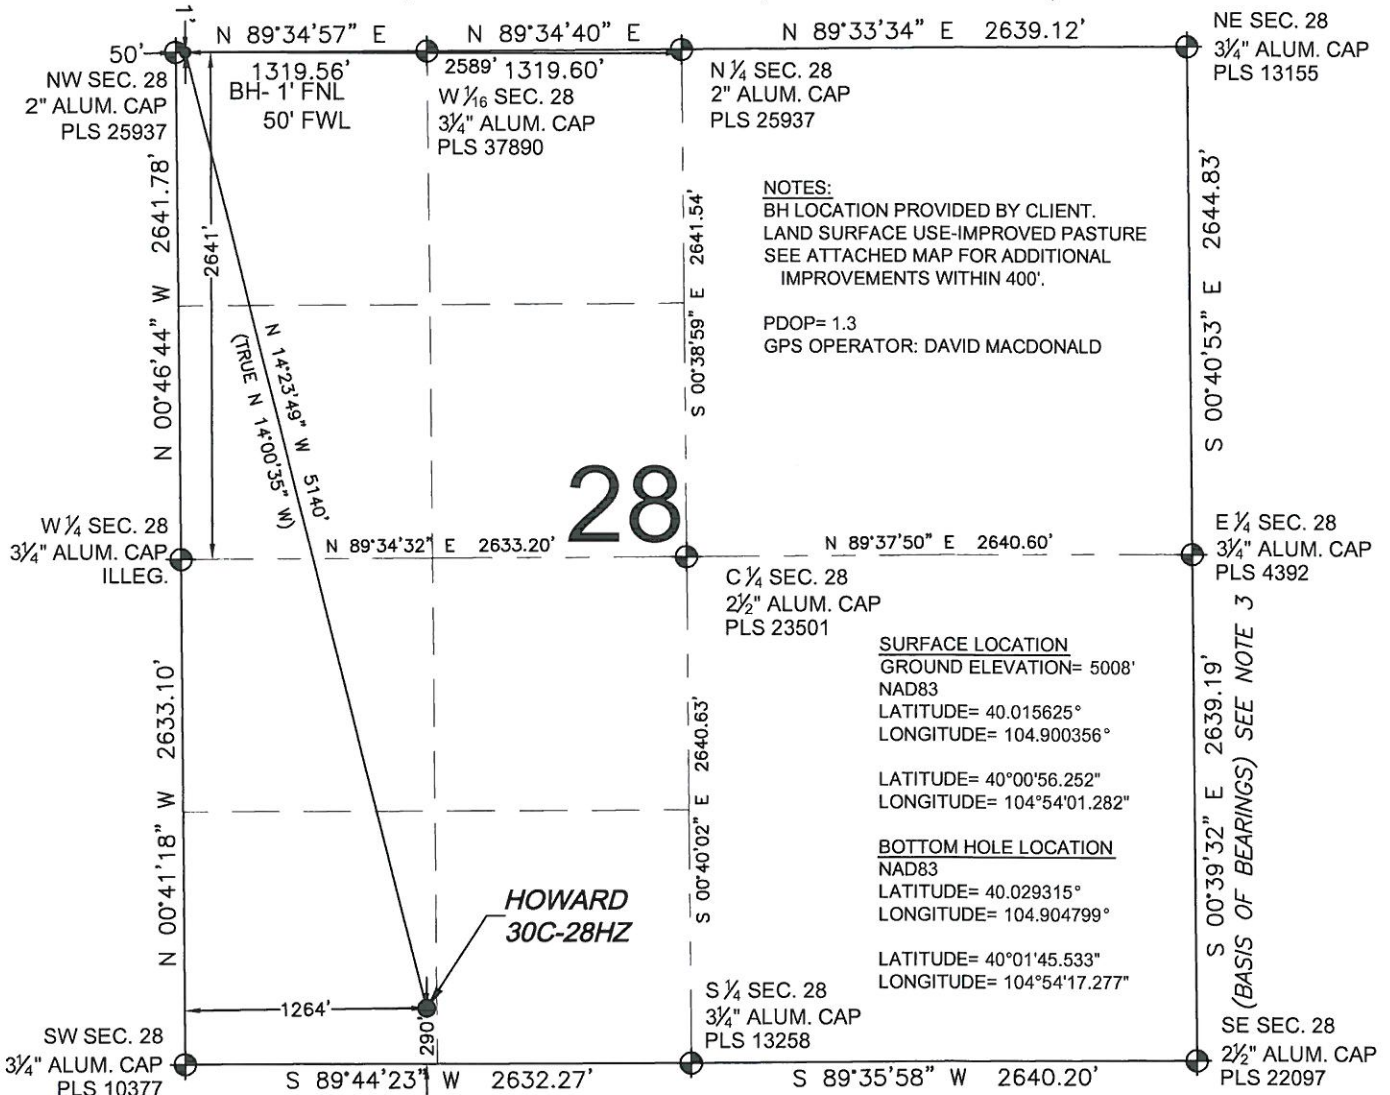 1'
N 89°34'57" E
N 89°34'40" E
N 89°33'34" E 2639.12'
NE SEC. 28
3¼" ALUM. CAP
PLS 13155
50'
NW SEC. 28
2" ALUM. CAP
PLS 25937
1319.56'
BH- 1' FNL
50' FWL
2589' 1319.60'
W 1⁄16 SEC. 28
3¼" ALUM. CAP
PLS 37890
N ¼ SEC. 28
2" ALUM. CAP
PLS 25937
N 00°46'44" W 2641.78'
2641'
N 14°23'49" W 5140'
(TRUE N 14°00'35" W)
S 00°38'59" E 2641.54'
NOTES:
BH LOCATION PROVIDED BY CLIENT.
LAND SURFACE USE-IMPROVED PASTURE
SEE ATTACHED MAP FOR ADDITIONAL
IMPROVEMENTS WITHIN 400'.
PDOP= 1.3
GPS OPERATOR: DAVID MACDONALD
S 00°40'53" E 2644.83'
28
W ¼ SEC. 28
3¼" ALUM. CAP
ILLEG.
N 89°34'32" E 2633.20'
N 89°37'50" E 2640.60'
E ¼ SEC. 28
3¼" ALUM. CAP
PLS 4392
C ¼ SEC. 28
2½" ALUM. CAP
PLS 23501
N 00°41'18" W 2633.10'
S 00°40'02" E 2640.63'
SURFACE LOCATION
GROUND ELEVATION= 5008'
NAD83
LATITUDE= 40.015625°
LONGITUDE= 104.900356°
LATITUDE= 40°00'56.252"
LONGITUDE= 104°54'01.282"
BOTTOM HOLE LOCATION
NAD83
LATITUDE= 40.029315°
LONGITUDE= 104.904799°
LATITUDE= 40°01'45.533"
LONGITUDE= 104°54'17.277"
S 00°39'32" E 2639.19'
(BASIS OF BEARINGS) SEE NOTE 3
HOWARD
30C-28HZ
1264'
290'
SW SEC. 28
3¼" ALUM. CAP
PLS 10377
S 89°44'23" W 2632.27'
S ¼ SEC. 28
3¼" ALUM. CAP
PLS 13258
S 89°35'58" W 2640.20'
SE SEC. 28
2½" ALUM. CAP
PLS 22097